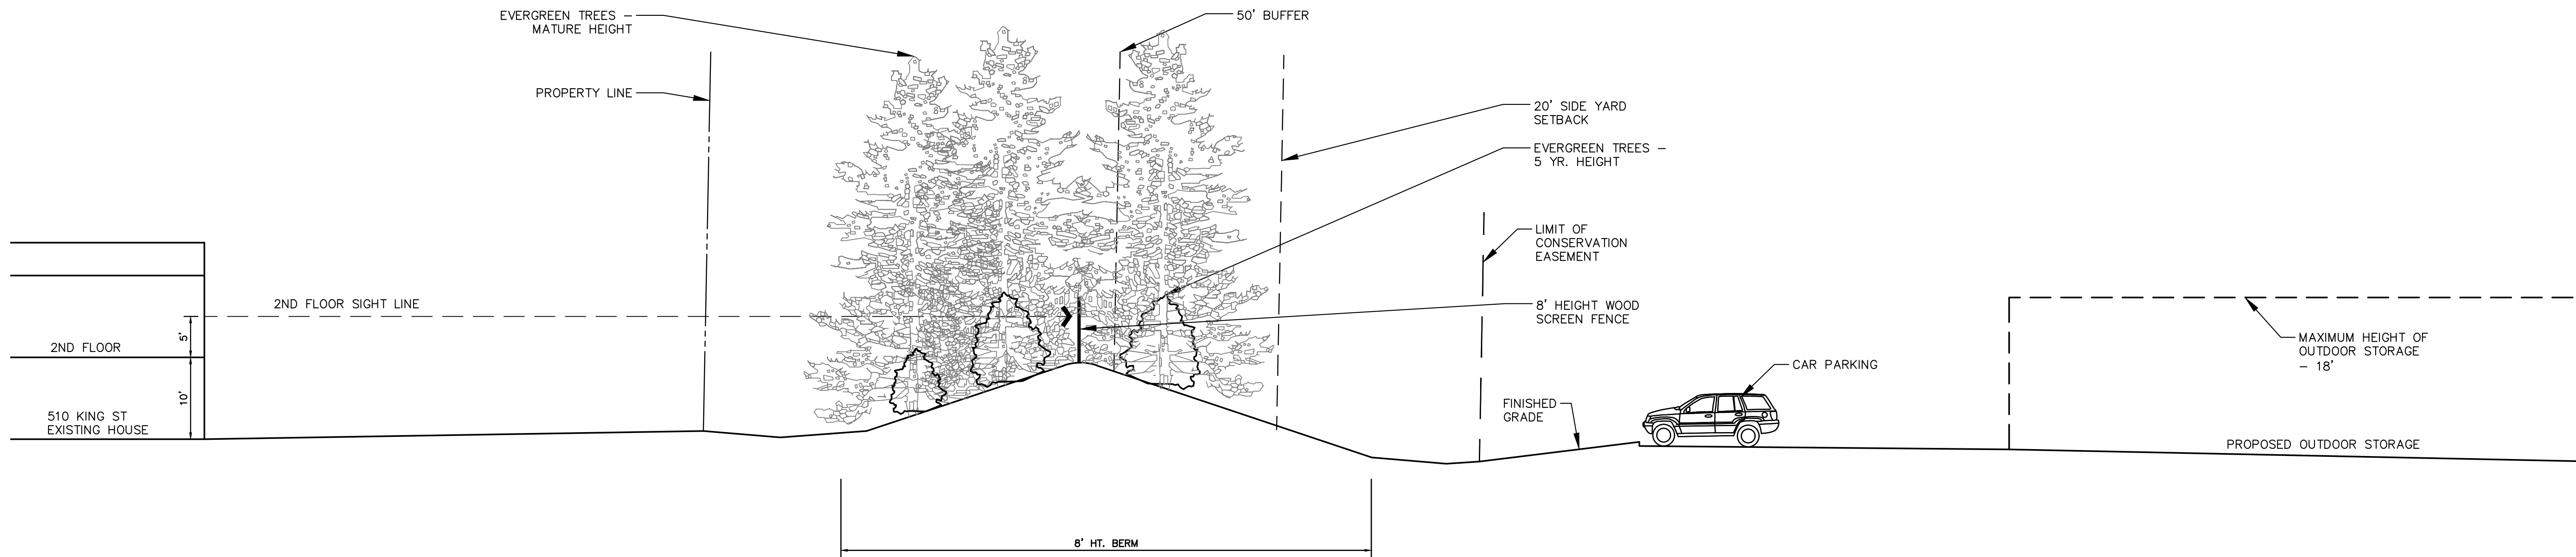 EVERGREEN TREES –
MATURE HEIGHT
50' BUFFER
PROPERTY LINE
20' SIDE YARD
SETBACK
EVERGREEN TREES –
5 YR. HEIGHT
LIMIT OF
CONSERVATION
EASEMENT
2ND FLOOR SIGHT LINE
8' HEIGHT WOOD
SCREEN FENCE
5'
2ND FLOOR
MAXIMUM HEIGHT OF
OUTDOOR STORAGE
– 18'
CAR PARKING
10'
510 KING ST
EXISTING HOUSE
FINISHED
GRADE
PROPOSED OUTDOOR STORAGE
8' HT. BERM